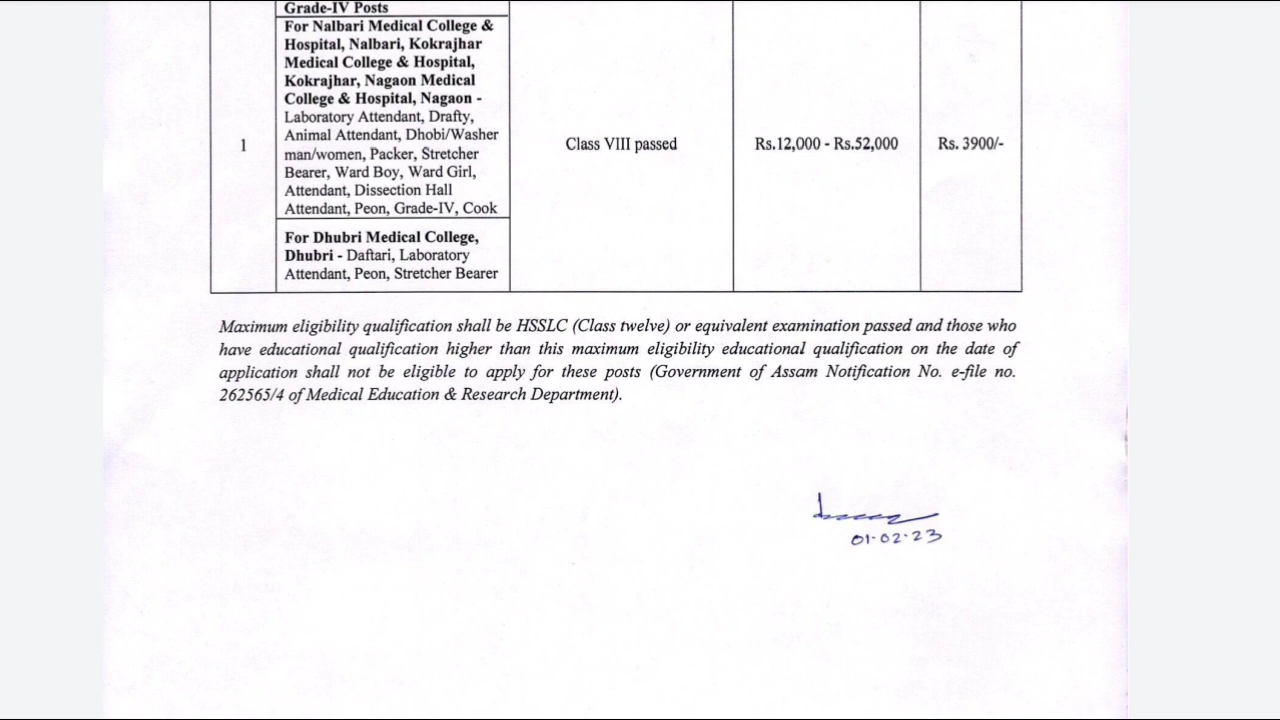 Grade-IV Posts
For Nalbari Medical College &
Hospital, Nalbari, Kokrajhar
Medical College & Hospital,
Kokrajhar, Nagaon Medical
College & Hospital, Nagaon -
Laboratory Attendant, Drafty,
Animal Attendant, Dhobi/Washer
man/women, Packer, Stretcher
Bearer, Ward Boy, Ward Girl,
Attendant, Dissection Hall
Attendant, Peon, Grade-IV, Cook
1
Class VIII passed
Rs.12,000 - Rs.52,000
Rs. 3900/-
For Dhubri Medical College,
Dhubri - Daftari, Laboratory
Attendant, Peon, Stretcher Bearer
Maximum eligibility qualification shall be HSSLC (Class twelve) or equivalent examination passed and those who
have educational qualification higher than this maximum eligibility educational qualification on the date of
application shall not be eligible to apply for these posts (Government of Assam Notification No. e-file no.
262565/4 of Medical Education & Research Department).
01-02-23